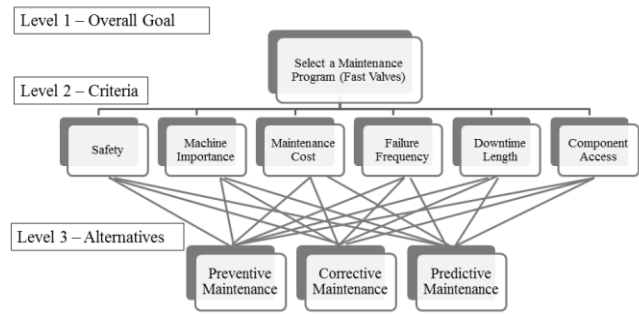 Level 1 – Overall Goal
Select a Maintenance
Program (Fast Valves)
Level 2 – Criteria
Safety
Machine
Importance
Maintenance
Cost
Failure
Frequency
Downtime
Length
Component
Access
Level 3 – Alternatives
Preventive
Maintenance
Corrective
Maintenance
Predictive
Maintenance